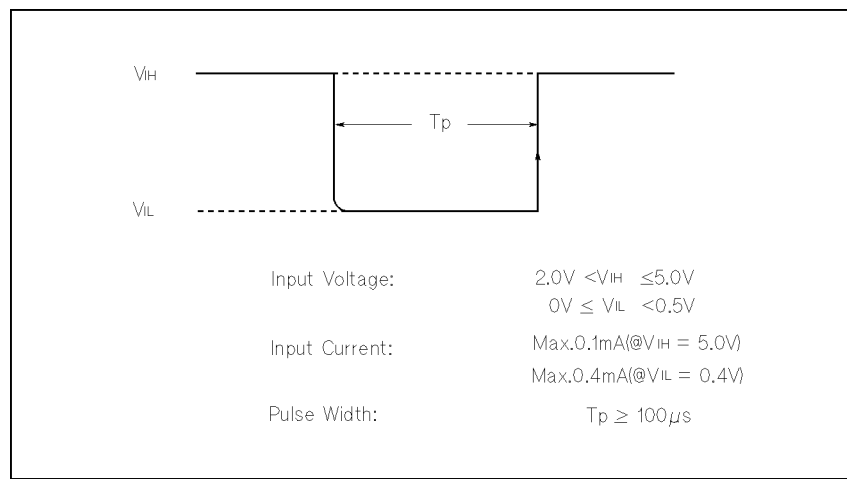 VIH
Tp
VIL
Input Voltage: 2.0V <VIH ≤5.0V
0V ≤ VIL <0.5V
Input Current: Max.0.1mA(@VIH = 5.0V)
Max.0.4mA(@VIL = 0.4V)
Pulse Width: Tp ≥ 100μs